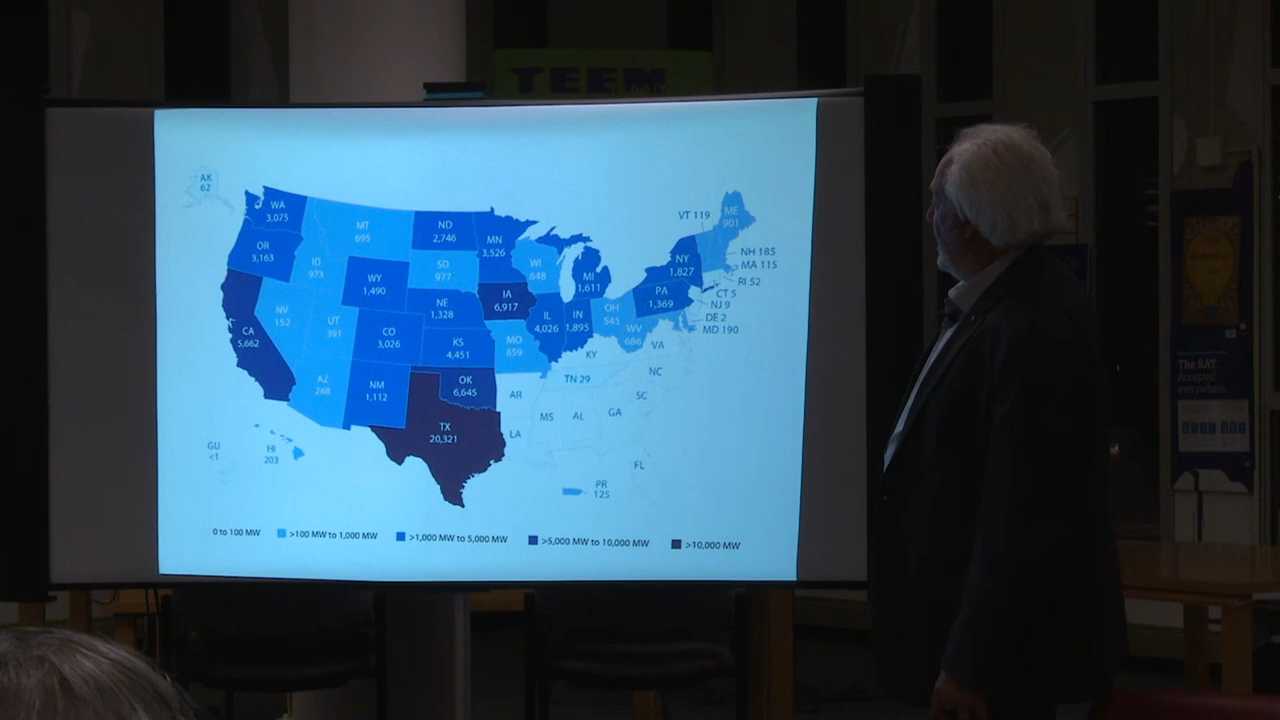 TEEN
AK
62
WA
3,075
OR
3,163
CA
5,662
MT
695
ID
973
NV
152
UT
391
AZ
268
WY
1,490
CO
3,026
NM
1,112
ND
2,746
SD
977
NE
1,328
KS
4,451
OK
6,645
TX
20,321
MN
3,526
IA
6,917
MO
659
AR
LA
WI
648
IL
4,026
MI
1,611
IN
1,895
OH
545
KY
TN 29
MS
AL
GA
FL
SC
NC
VA
WV
686
PA
1,369
NY
1,827
VT 119
ME
901
NH 185
MA 115
RI 52
CT 5
NJ 9
DE 2
MD 190
GU
<1
HI
203
PR
125
0 to 100 MW
>100 MW to 1,000 MW
>1,000 MW to 5,000 MW
>5,000 MW to 10,000 MW
>10,000 MW
The SAT.
Accepted
everywhere.